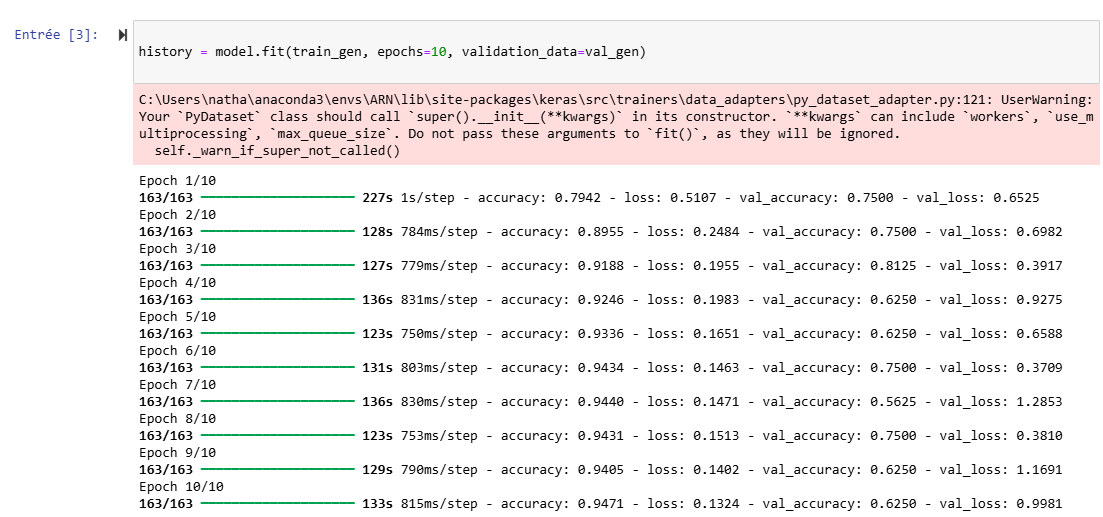 Entrée [3]:
history = model.fit(train_gen, epochs=10, validation_data=val_gen)
C:\Users\natha\anaconda3\envs\ARN\lib\site-packages\keras\src\trainers\data_adapters\py_dataset_adapter.py:121: UserWarning:
Your `PyDataset` class should call `super().__init__(**kwargs)` in its constructor. `**kwargs` can include `workers`, `use_m
ultiprocessing`, `max_queue_size`. Do not pass these arguments to `fit()`, as they will be ignored.
self._warn_if_super_not_called()
Epoch 1/10
163/163 ━━━━━━━━━━━━━━━━━━━━ 227s 1s/step - accuracy: 0.7942 - loss: 0.5107 - val_accuracy: 0.7500 - val_loss: 0.6525
Epoch 2/10
163/163 ━━━━━━━━━━━━━━━━━━━━ 128s 784ms/step - accuracy: 0.8955 - loss: 0.2484 - val_accuracy: 0.7500 - val_loss: 0.6982
Epoch 3/10
163/163 ━━━━━━━━━━━━━━━━━━━━ 127s 779ms/step - accuracy: 0.9188 - loss: 0.1955 - val_accuracy: 0.8125 - val_loss: 0.3917
Epoch 4/10
163/163 ━━━━━━━━━━━━━━━━━━━━ 136s 831ms/step - accuracy: 0.9246 - loss: 0.1983 - val_accuracy: 0.6250 - val_loss: 0.9275
Epoch 5/10
163/163 ━━━━━━━━━━━━━━━━━━━━ 123s 750ms/step - accuracy: 0.9336 - loss: 0.1651 - val_accuracy: 0.6250 - val_loss: 0.6588
Epoch 6/10
163/163 ━━━━━━━━━━━━━━━━━━━━ 131s 803ms/step - accuracy: 0.9434 - loss: 0.1463 - val_accuracy: 0.7500 - val_loss: 0.3709
Epoch 7/10
163/163 ━━━━━━━━━━━━━━━━━━━━ 136s 830ms/step - accuracy: 0.9440 - loss: 0.1471 - val_accuracy: 0.5625 - val_loss: 1.2853
Epoch 8/10
163/163 ━━━━━━━━━━━━━━━━━━━━ 123s 753ms/step - accuracy: 0.9431 - loss: 0.1513 - val_accuracy: 0.7500 - val_loss: 0.3810
Epoch 9/10
163/163 ━━━━━━━━━━━━━━━━━━━━ 129s 790ms/step - accuracy: 0.9405 - loss: 0.1402 - val_accuracy: 0.6250 - val_loss: 1.1691
Epoch 10/10
163/163 ━━━━━━━━━━━━━━━━━━━━ 133s 815ms/step - accuracy: 0.9471 - loss: 0.1324 - val_accuracy: 0.6250 - val_loss: 0.9981